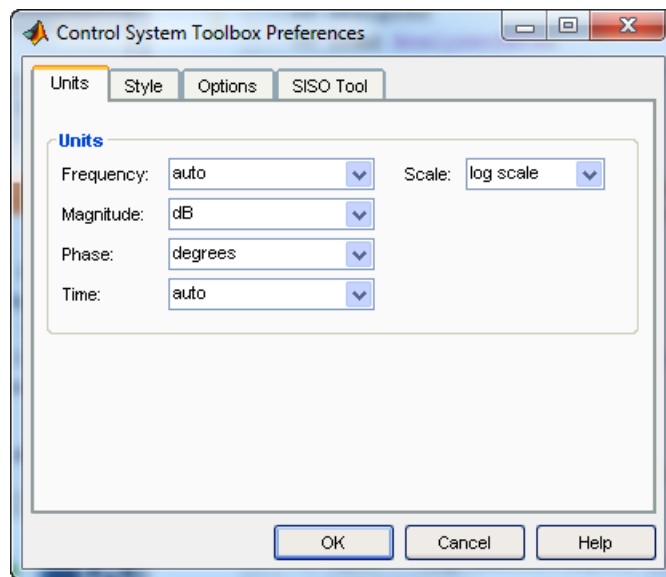 Control System Toolbox Preferences
Units Style Options SISO Tool
Units
Frequency: auto Scale: log scale
Magnitude: dB
Phase: degrees
Time: auto
OK Cancel Help